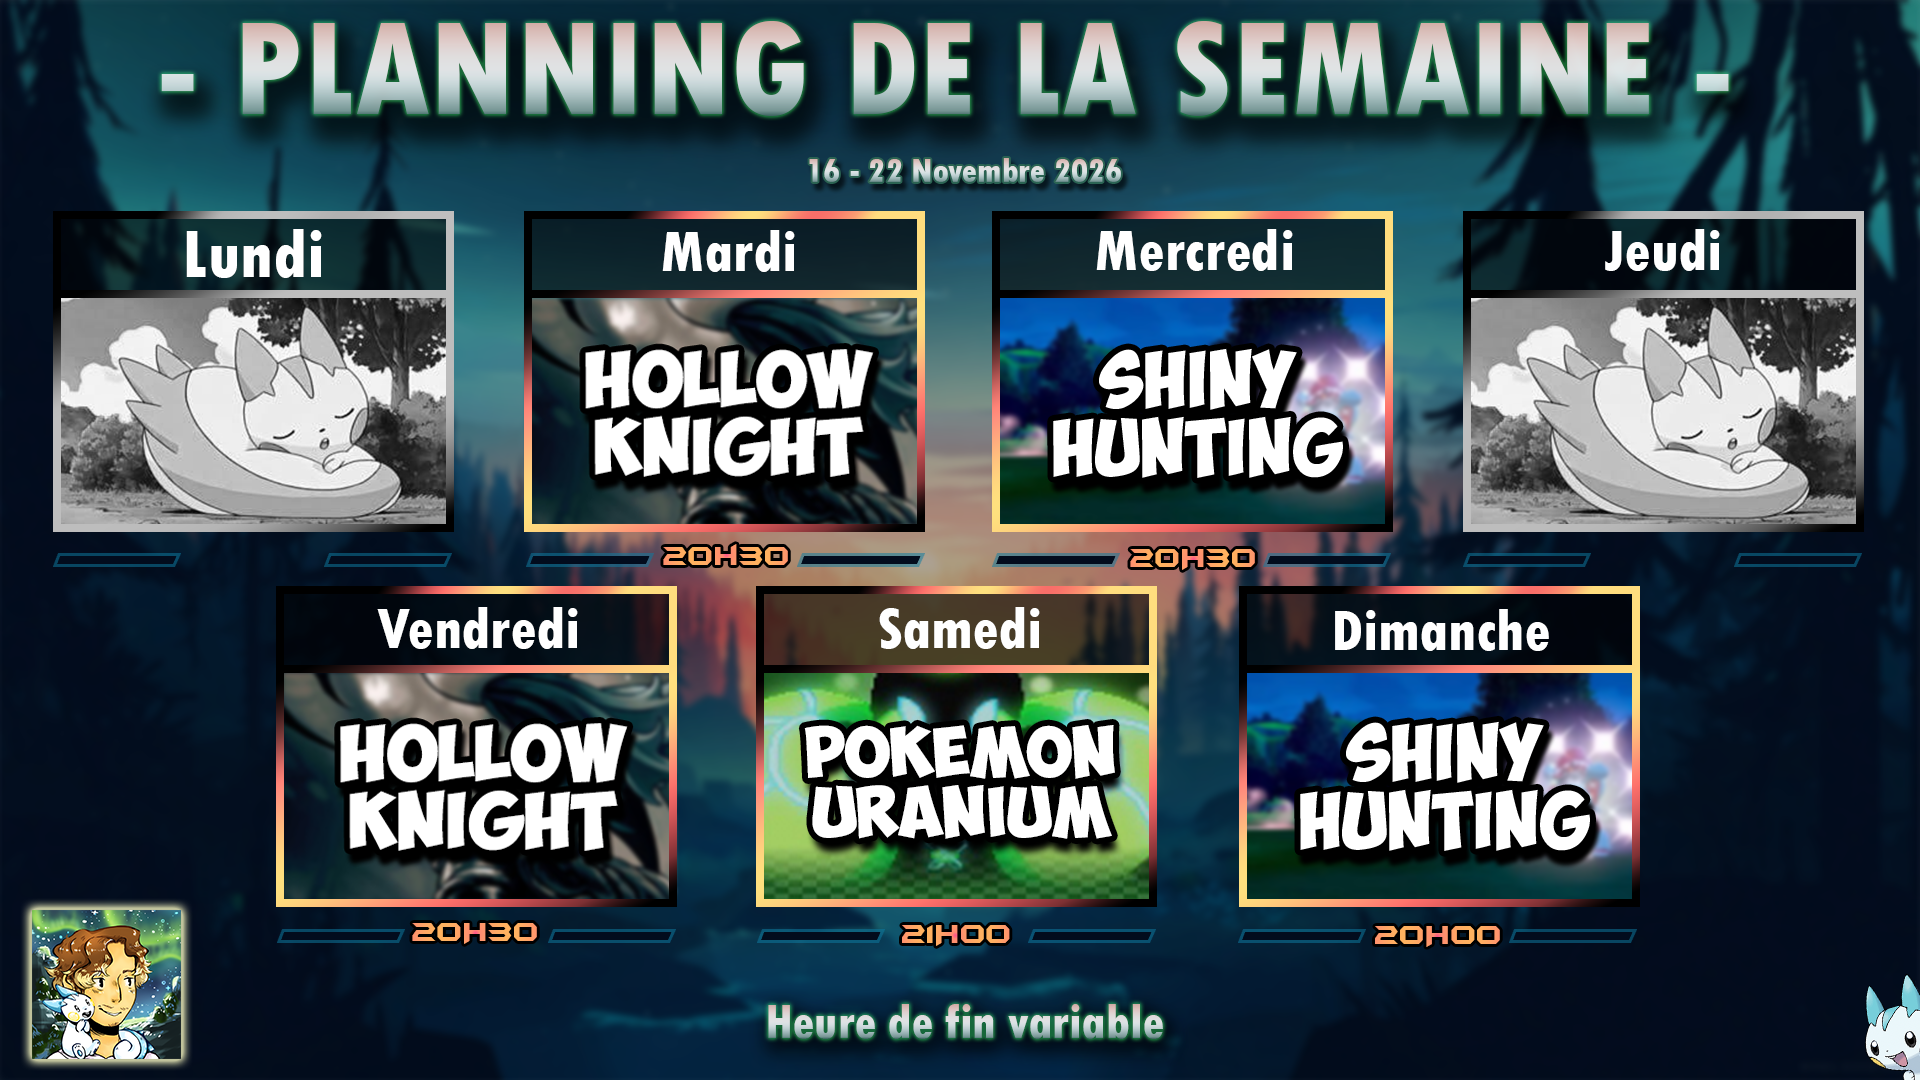 - PLANNING DE LA SEMAINE -
16 - 22 Novembre 2026
Lundi
Mardi
HOLLOW
KNIGHT
20H30
Mercredi
SHINY
HUNTING
20H30
Jeudi
Vendredi
HOLLOW
KNIGHT
20H30
Samedi
POKEMON
URANIUM
21H00
Dimanche
SHINY
HUNTING
20H00
Heure de fin variable